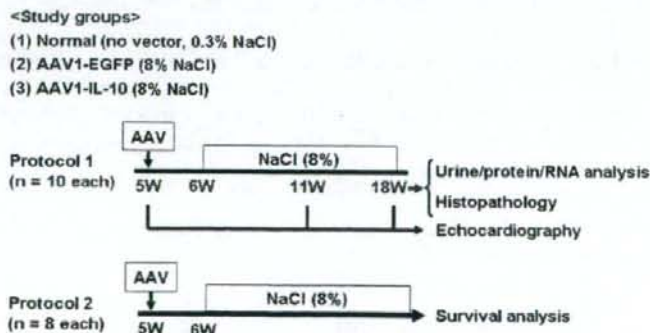 <Study groups>
(1) Normal (no vector, 0.3% NaCl)
(2) AAV1-EGFP (8% NaCl)
(3) AAV1-IL-10 (8% NaCl)
AAV
Protocol 1
(n = 10 each)
NaCl (8%)
5W 6W 11W 18W
Urine/protein/RNA analysis
Histopathology
Echocardiography
AAV
Protocol 2
(n = 8 each)
NaCl (8%)
5W 6W
Survival analysis